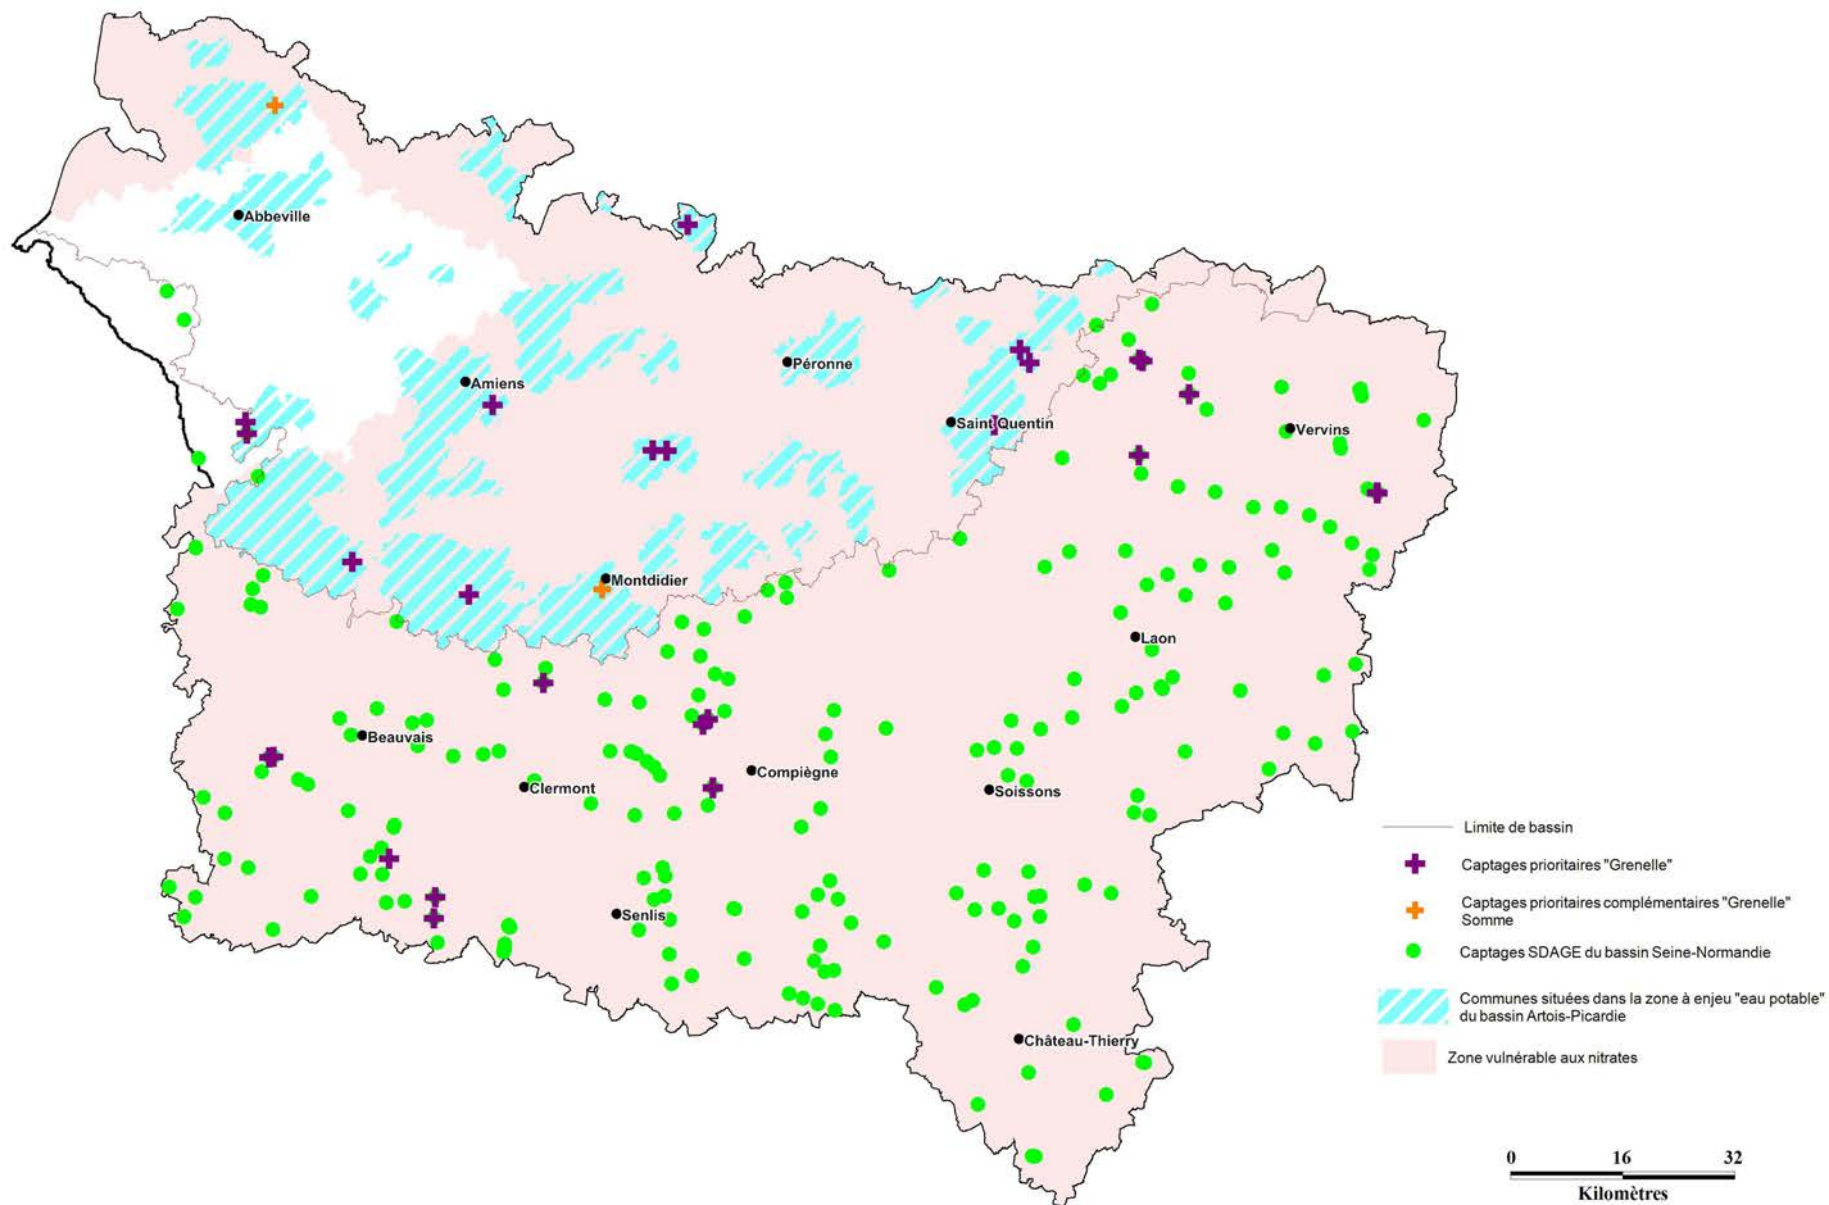 Abbeville
Péronne
Amiens
Saint Quentin
Vervins
Montdidier
Laon
Beauvais
Compiègne
Clermont
Soissons
Senlis
Château-Thierry
Limite de bassin
Captages prioritaires "Grenelle"
Captages prioritaires complémentaires "Grenelle"
Somme
Captages SDAGE du bassin Seine-Normandie
Communes situées dans la zone à enjeu "eau potable"
du bassin Artois-Picardie
Zone vulnérable aux nitrates
0 16 32
Kilomètres